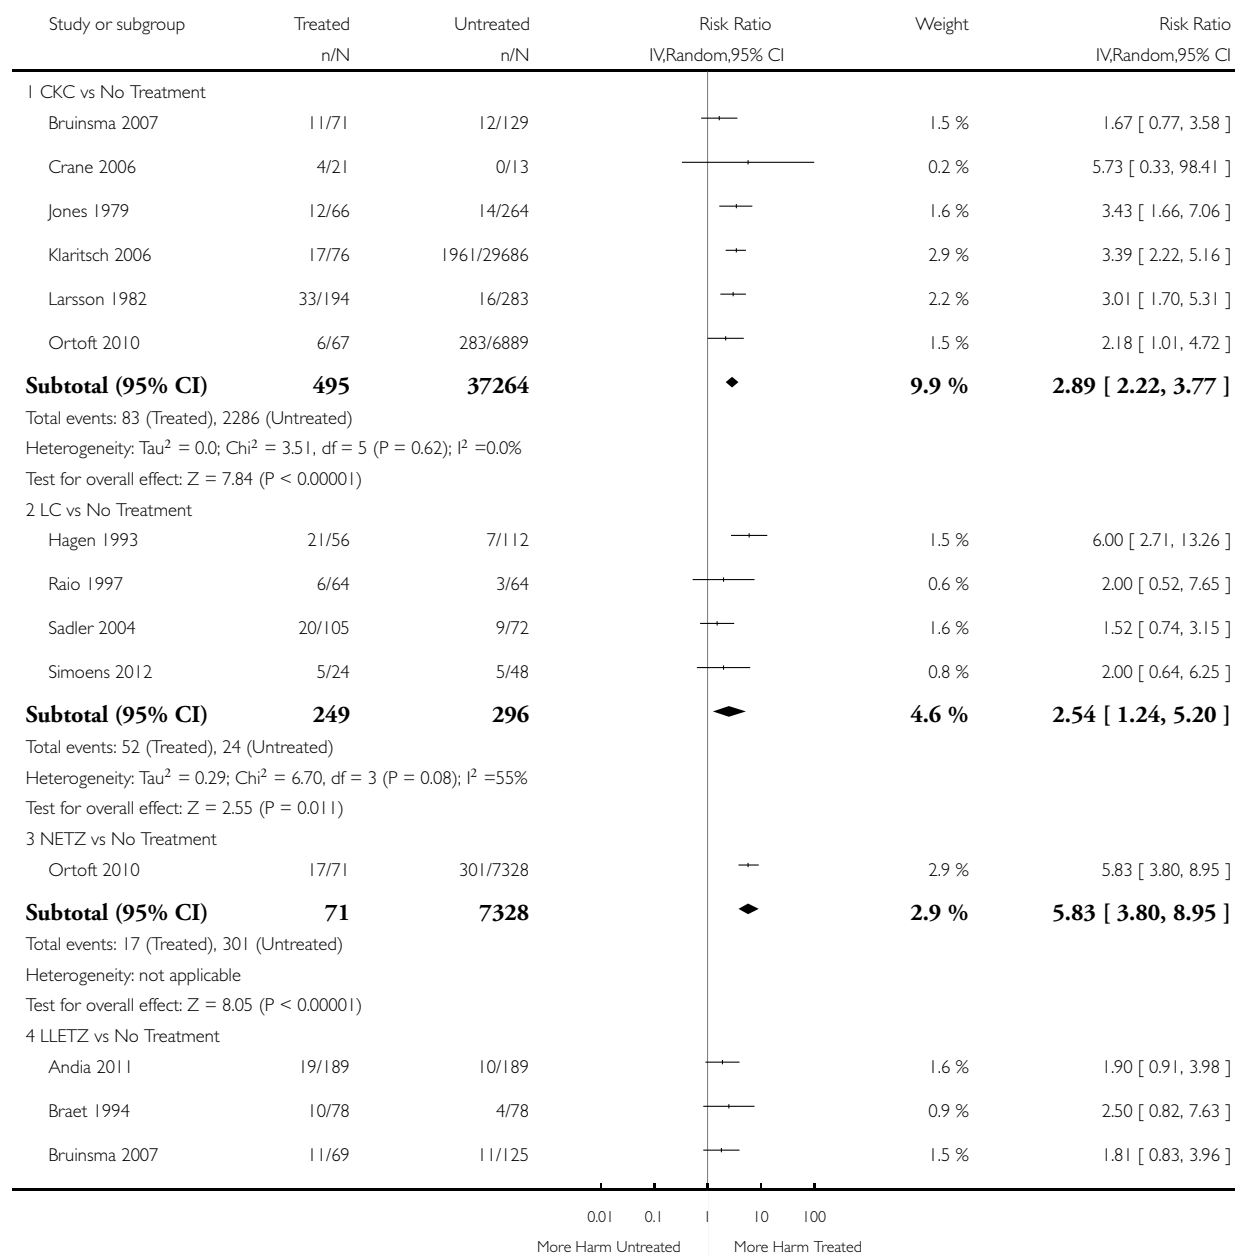 Study or subgroup Treated Untreated Risk Ratio Weight Risk Ratio
n/N n/N IV,Random,95% CI IV,Random,95% CI
1 CKC vs No Treatment
Bruinsma 2007 11/71 12/129 1.5 % 1.67 [ 0.77, 3.58 ]
Crane 2006 4/21 0/13 0.2 % 5.73 [ 0.33, 98.41 ]
Jones 1979 12/66 14/264 1.6 % 3.43 [ 1.66, 7.06 ]
Klaritsch 2006 17/76 1961/29686 2.9 % 3.39 [ 2.22, 5.16 ]
Larsson 1982 33/194 16/283 2.2 % 3.01 [ 1.70, 5.31 ]
Ortoft 2010 6/67 283/6889 1.5 % 2.18 [ 1.01, 4.72 ]
Subtotal (95% CI) 495 37264 9.9 % 2.89 [ 2.22, 3.77 ]
Total events: 83 (Treated), 2286 (Untreated)
Heterogeneity: Tau² = 0.0; Chi² = 3.51, df = 5 (P = 0.62); I² =0.0%
Test for overall effect: Z = 7.84 (P < 0.00001)
2 LC vs No Treatment
Hagen 1993 21/56 7/112 1.5 % 6.00 [ 2.71, 13.26 ]
Raio 1997 6/64 3/64 0.6 % 2.00 [ 0.52, 7.65 ]
Sadler 2004 20/105 9/72 1.6 % 1.52 [ 0.74, 3.15 ]
Simoens 2012 5/24 5/48 0.8 % 2.00 [ 0.64, 6.25 ]
Subtotal (95% CI) 249 296 4.6 % 2.54 [ 1.24, 5.20 ]
Total events: 52 (Treated), 24 (Untreated)
Heterogeneity: Tau² = 0.29; Chi² = 6.70, df = 3 (P = 0.08); I² =55%
Test for overall effect: Z = 2.55 (P = 0.011)
3 NETZ vs No Treatment
Ortoft 2010 17/71 301/7328 2.9 % 5.83 [ 3.80, 8.95 ]
Subtotal (95% CI) 71 7328 2.9 % 5.83 [ 3.80, 8.95 ]
Total events: 17 (Treated), 301 (Untreated)
Heterogeneity: not applicable
Test for overall effect: Z = 8.05 (P < 0.00001)
4 LLETZ vs No Treatment
Andia 2011 19/189 10/189 1.6 % 1.90 [ 0.91, 3.98 ]
Braet 1994 10/78 4/78 0.9 % 2.50 [ 0.82, 7.63 ]
Bruinsma 2007 11/69 11/125 1.5 % 1.81 [ 0.83, 3.96 ]
0.01 0.1 1 10 100
More Harm Untreated More Harm Treated